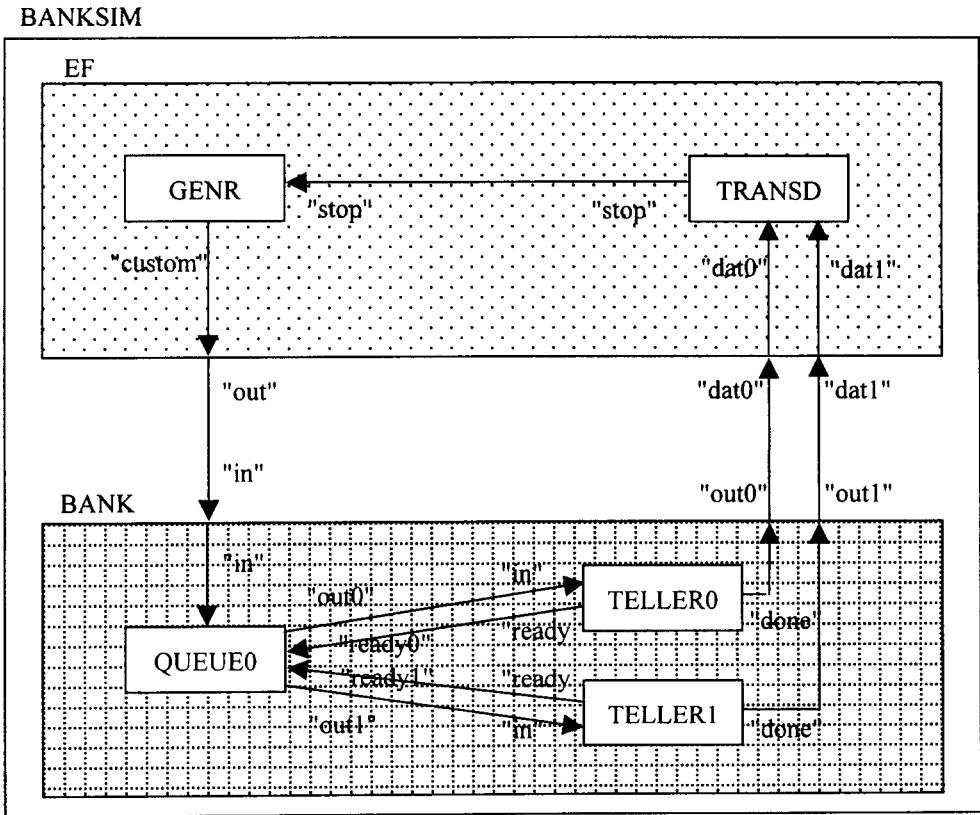 BANKSIM
EF
GENR
TRANSD
"stop"
"stop"
"custom"
"dat0"
"dat1"
"out"
"dat0"
"dat1"
"in"
"out0"
"out1"
BANK
"in"
"out0"
"in"
TELLER0
"done"
"ready0"
"ready
QUEUE0
"ready1"
"ready
TELLER1
"out1"
"in"
"done"